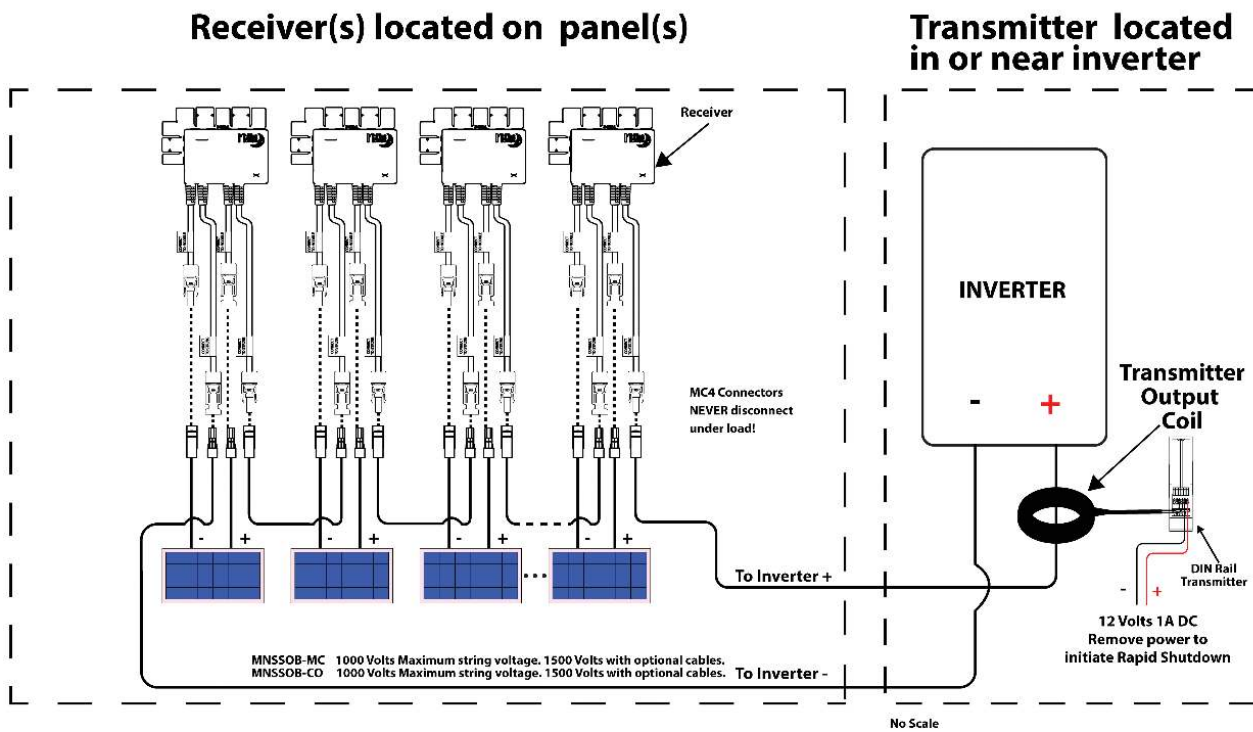 Receiver(s) located on panel(s)
Transmitter located
in or near inverter
Receiver
MC4 Connectors
NEVER disconnect
under load!
INVERTER
- +
Transmitter
Output
Coil
DIN Rail
Transmitter
- +
12 Volts 1A DC
Remove power to
initiate Rapid Shutdown
- + - + - + - +
To Inverter +
MNSSOB-MC 1000 Volts Maximum string voltage. 1500 Volts with optional cables.
MNSSOB-CO 1000 Volts Maximum string voltage. 1500 Volts with optional cables.
To Inverter -
No Scale